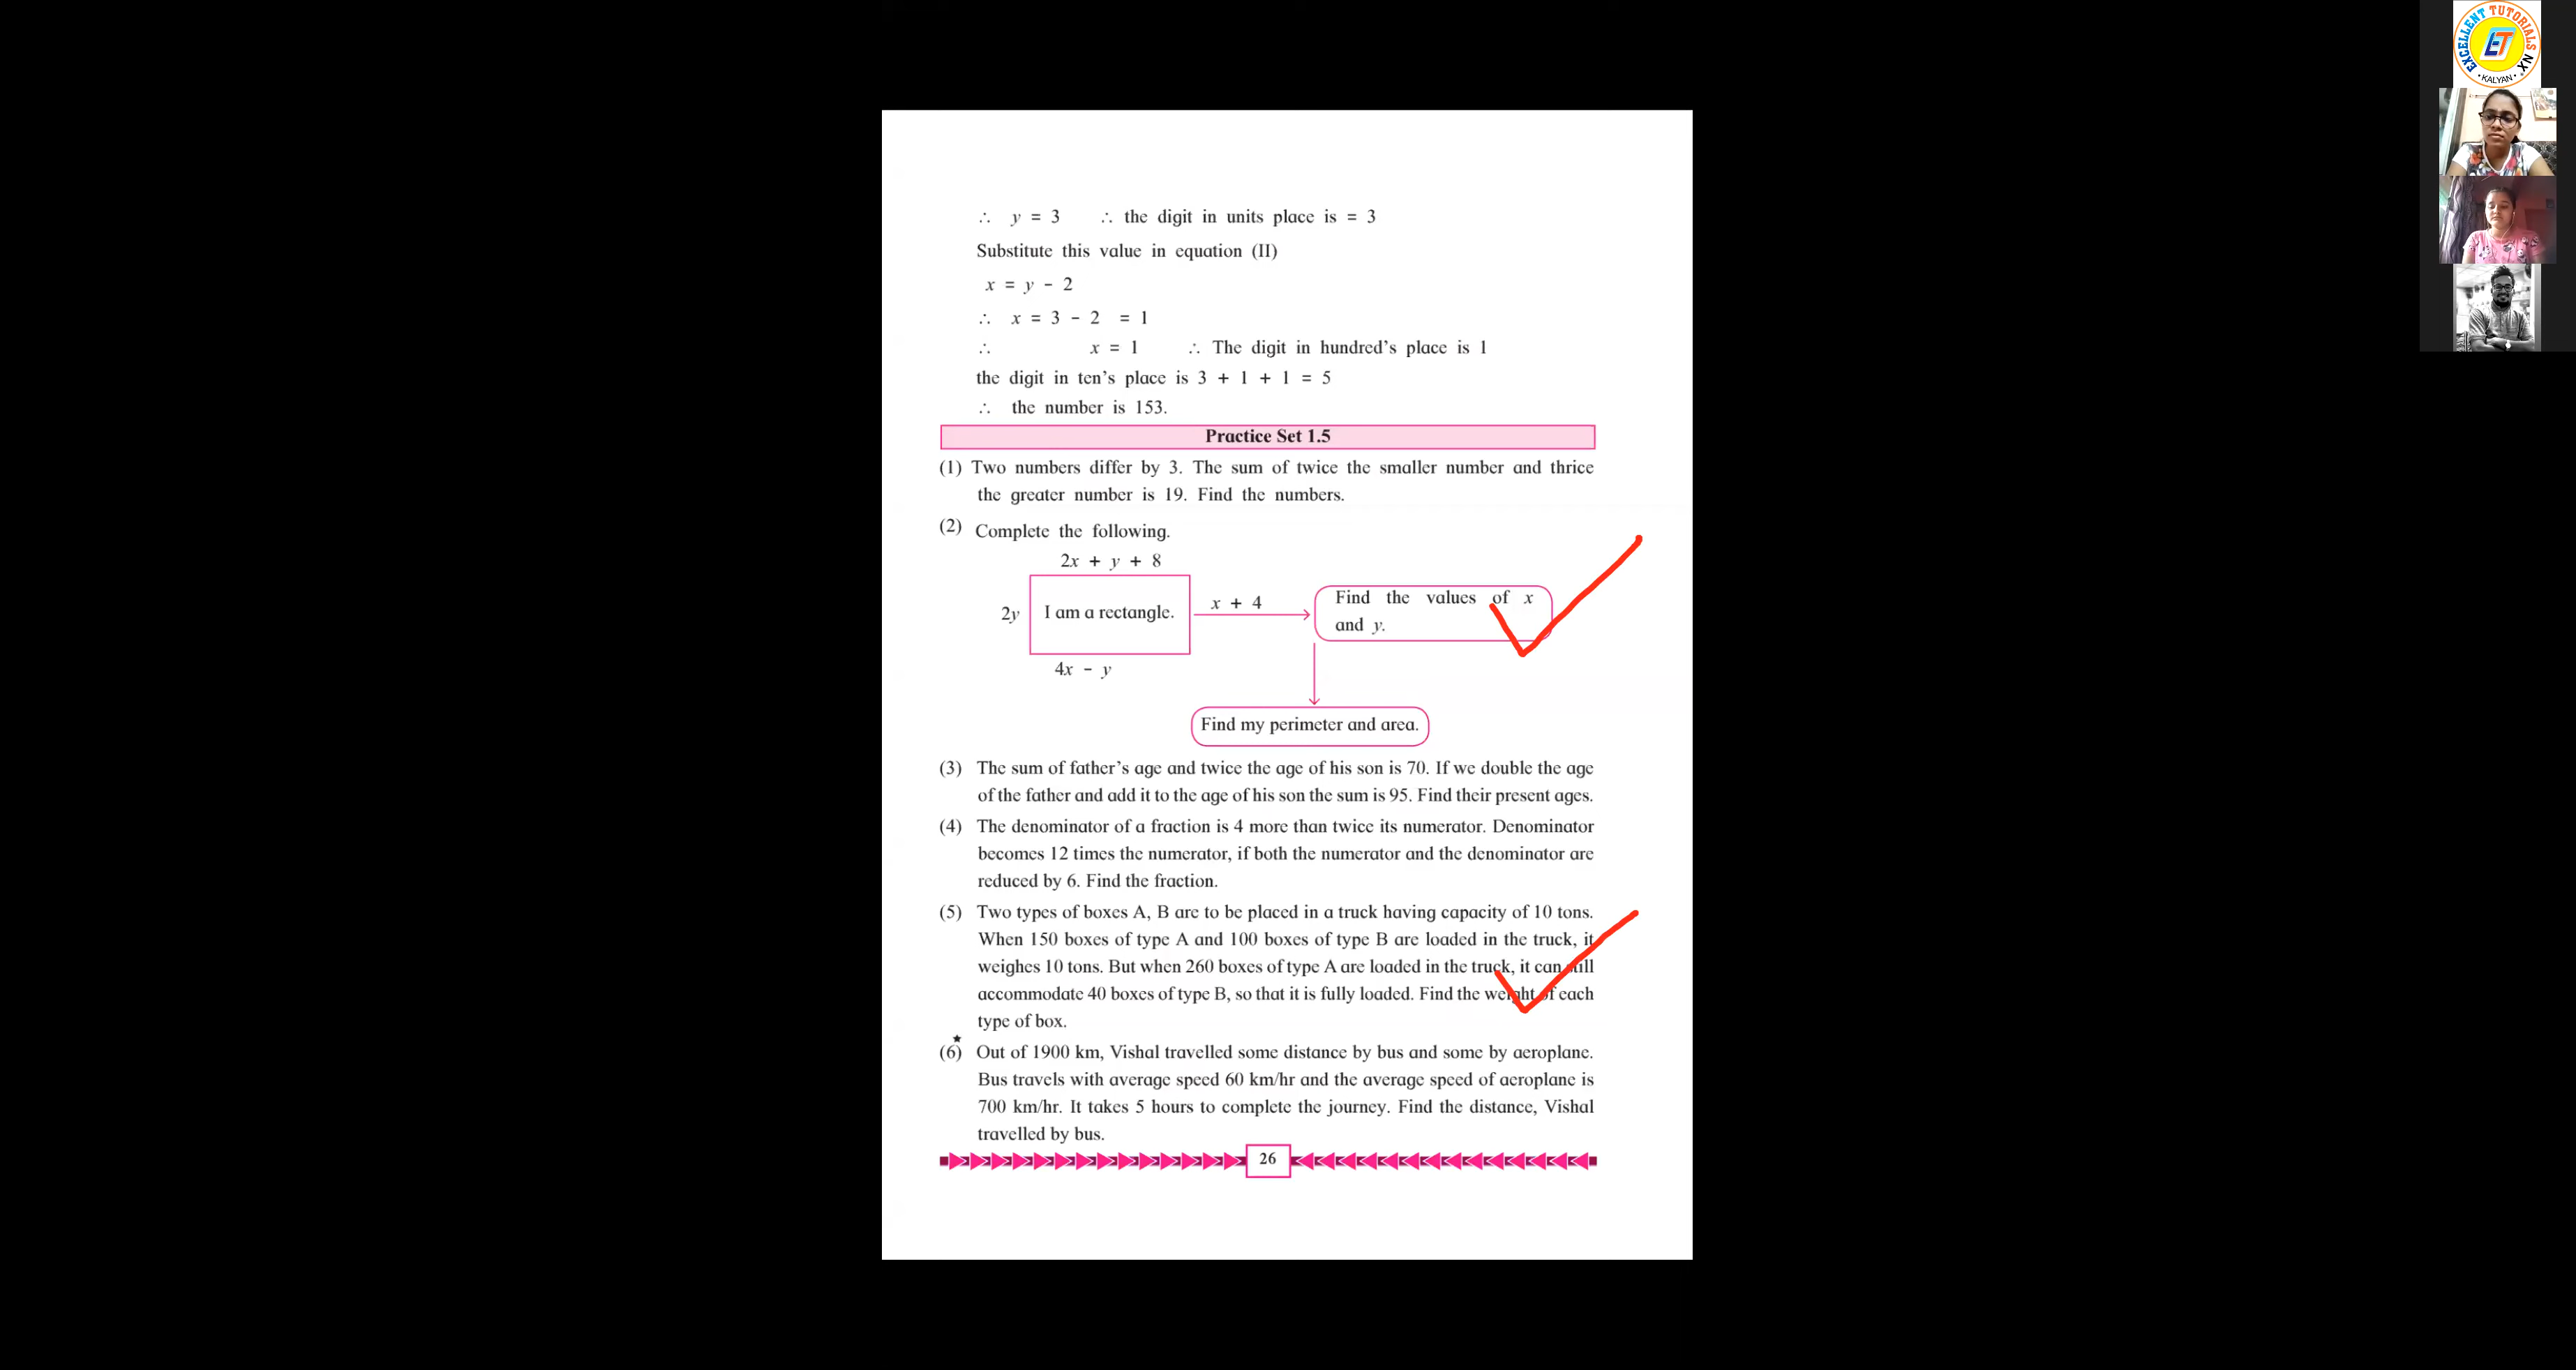 ∴ y = 3 ∴ the digit in units place is = 3
Substitute this value in equation (II)
x = y - 2
∴ x = 3 - 2 = 1
∴ x = 1 ∴ The digit in hundred's place is 1
the digit in ten's place is 3 + 1 + 1 = 5
∴ the number is 153.
Practice Set 1.5
(1) Two numbers differ by 3. The sum of twice the smaller number and thrice
the greater number is 19. Find the numbers.
(2) Complete the following.
2x + y + 8
2y
I am a rectangle.
x + 4
Find the values of x
and y.
4x - y
Find my perimeter and area.
(3) The sum of father's age and twice the age of his son is 70. If we double the age
of the father and add it to the age of his son the sum is 95. Find their present ages.
(4) The denominator of a fraction is 4 more than twice its numerator. Denominator
becomes 12 times the numerator, if both the numerator and the denominator are
reduced by 6. Find the fraction.
(5) Two types of boxes A, B are to be placed in a truck having capacity of 10 tons.
When 150 boxes of type A and 100 boxes of type B are loaded in the truck, it
weighes 10 tons. But when 260 boxes of type A are loaded in the truck, it can still
accommodate 40 boxes of type B, so that it is fully loaded. Find the weight of each
type of box.
★
(6) Out of 1900 km, Vishal travelled some distance by bus and some by aeroplane.
Bus travels with average speed 60 km/hr and the average speed of aeroplane is
700 km/hr. It takes 5 hours to complete the journey. Find the distance, Vishal
travelled by bus.
26
EXCELLENT TUTORIALS NX.
ET
• KALYAN •